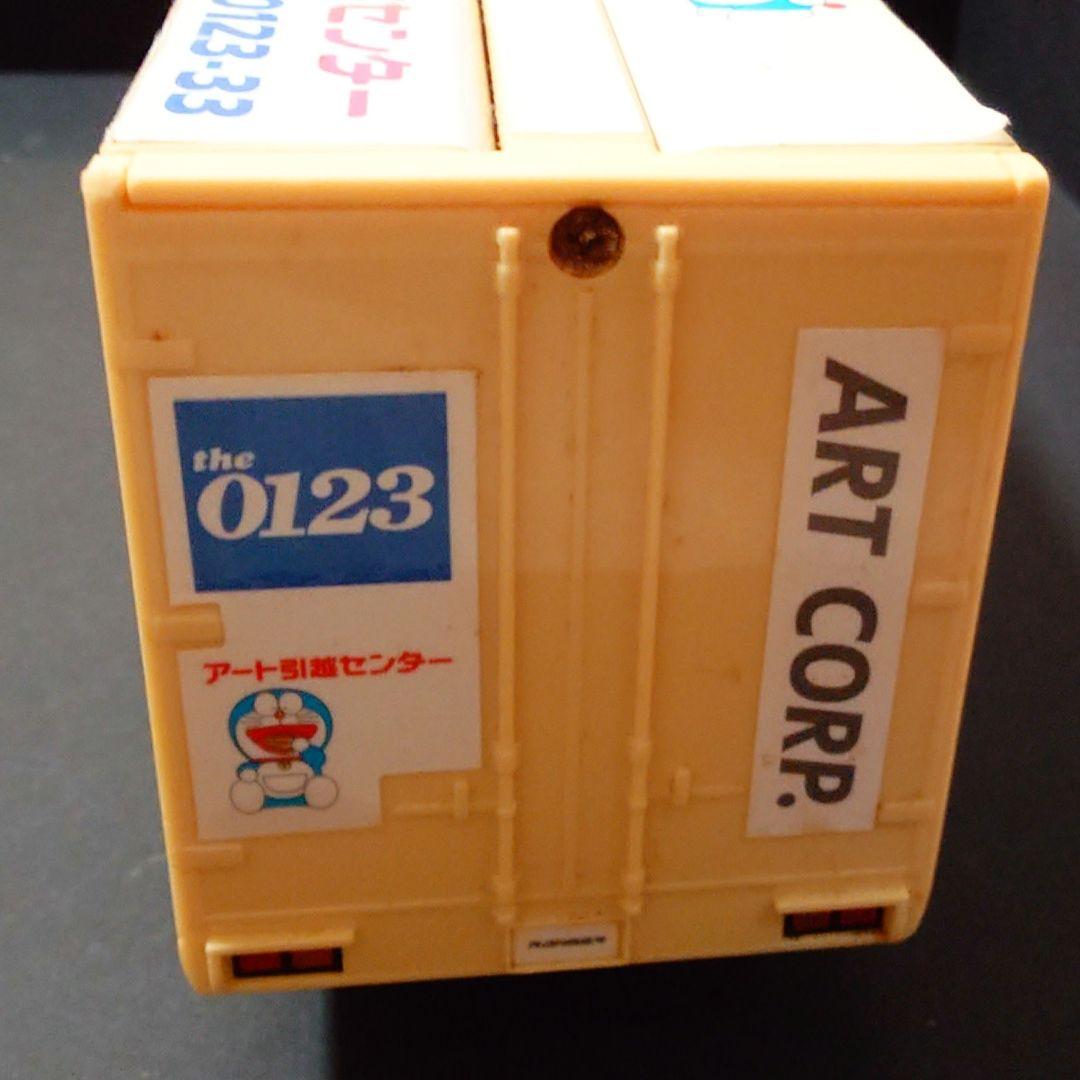 センター
0123-33
the
0123
アート引越センター
ART CORP.
RANGER